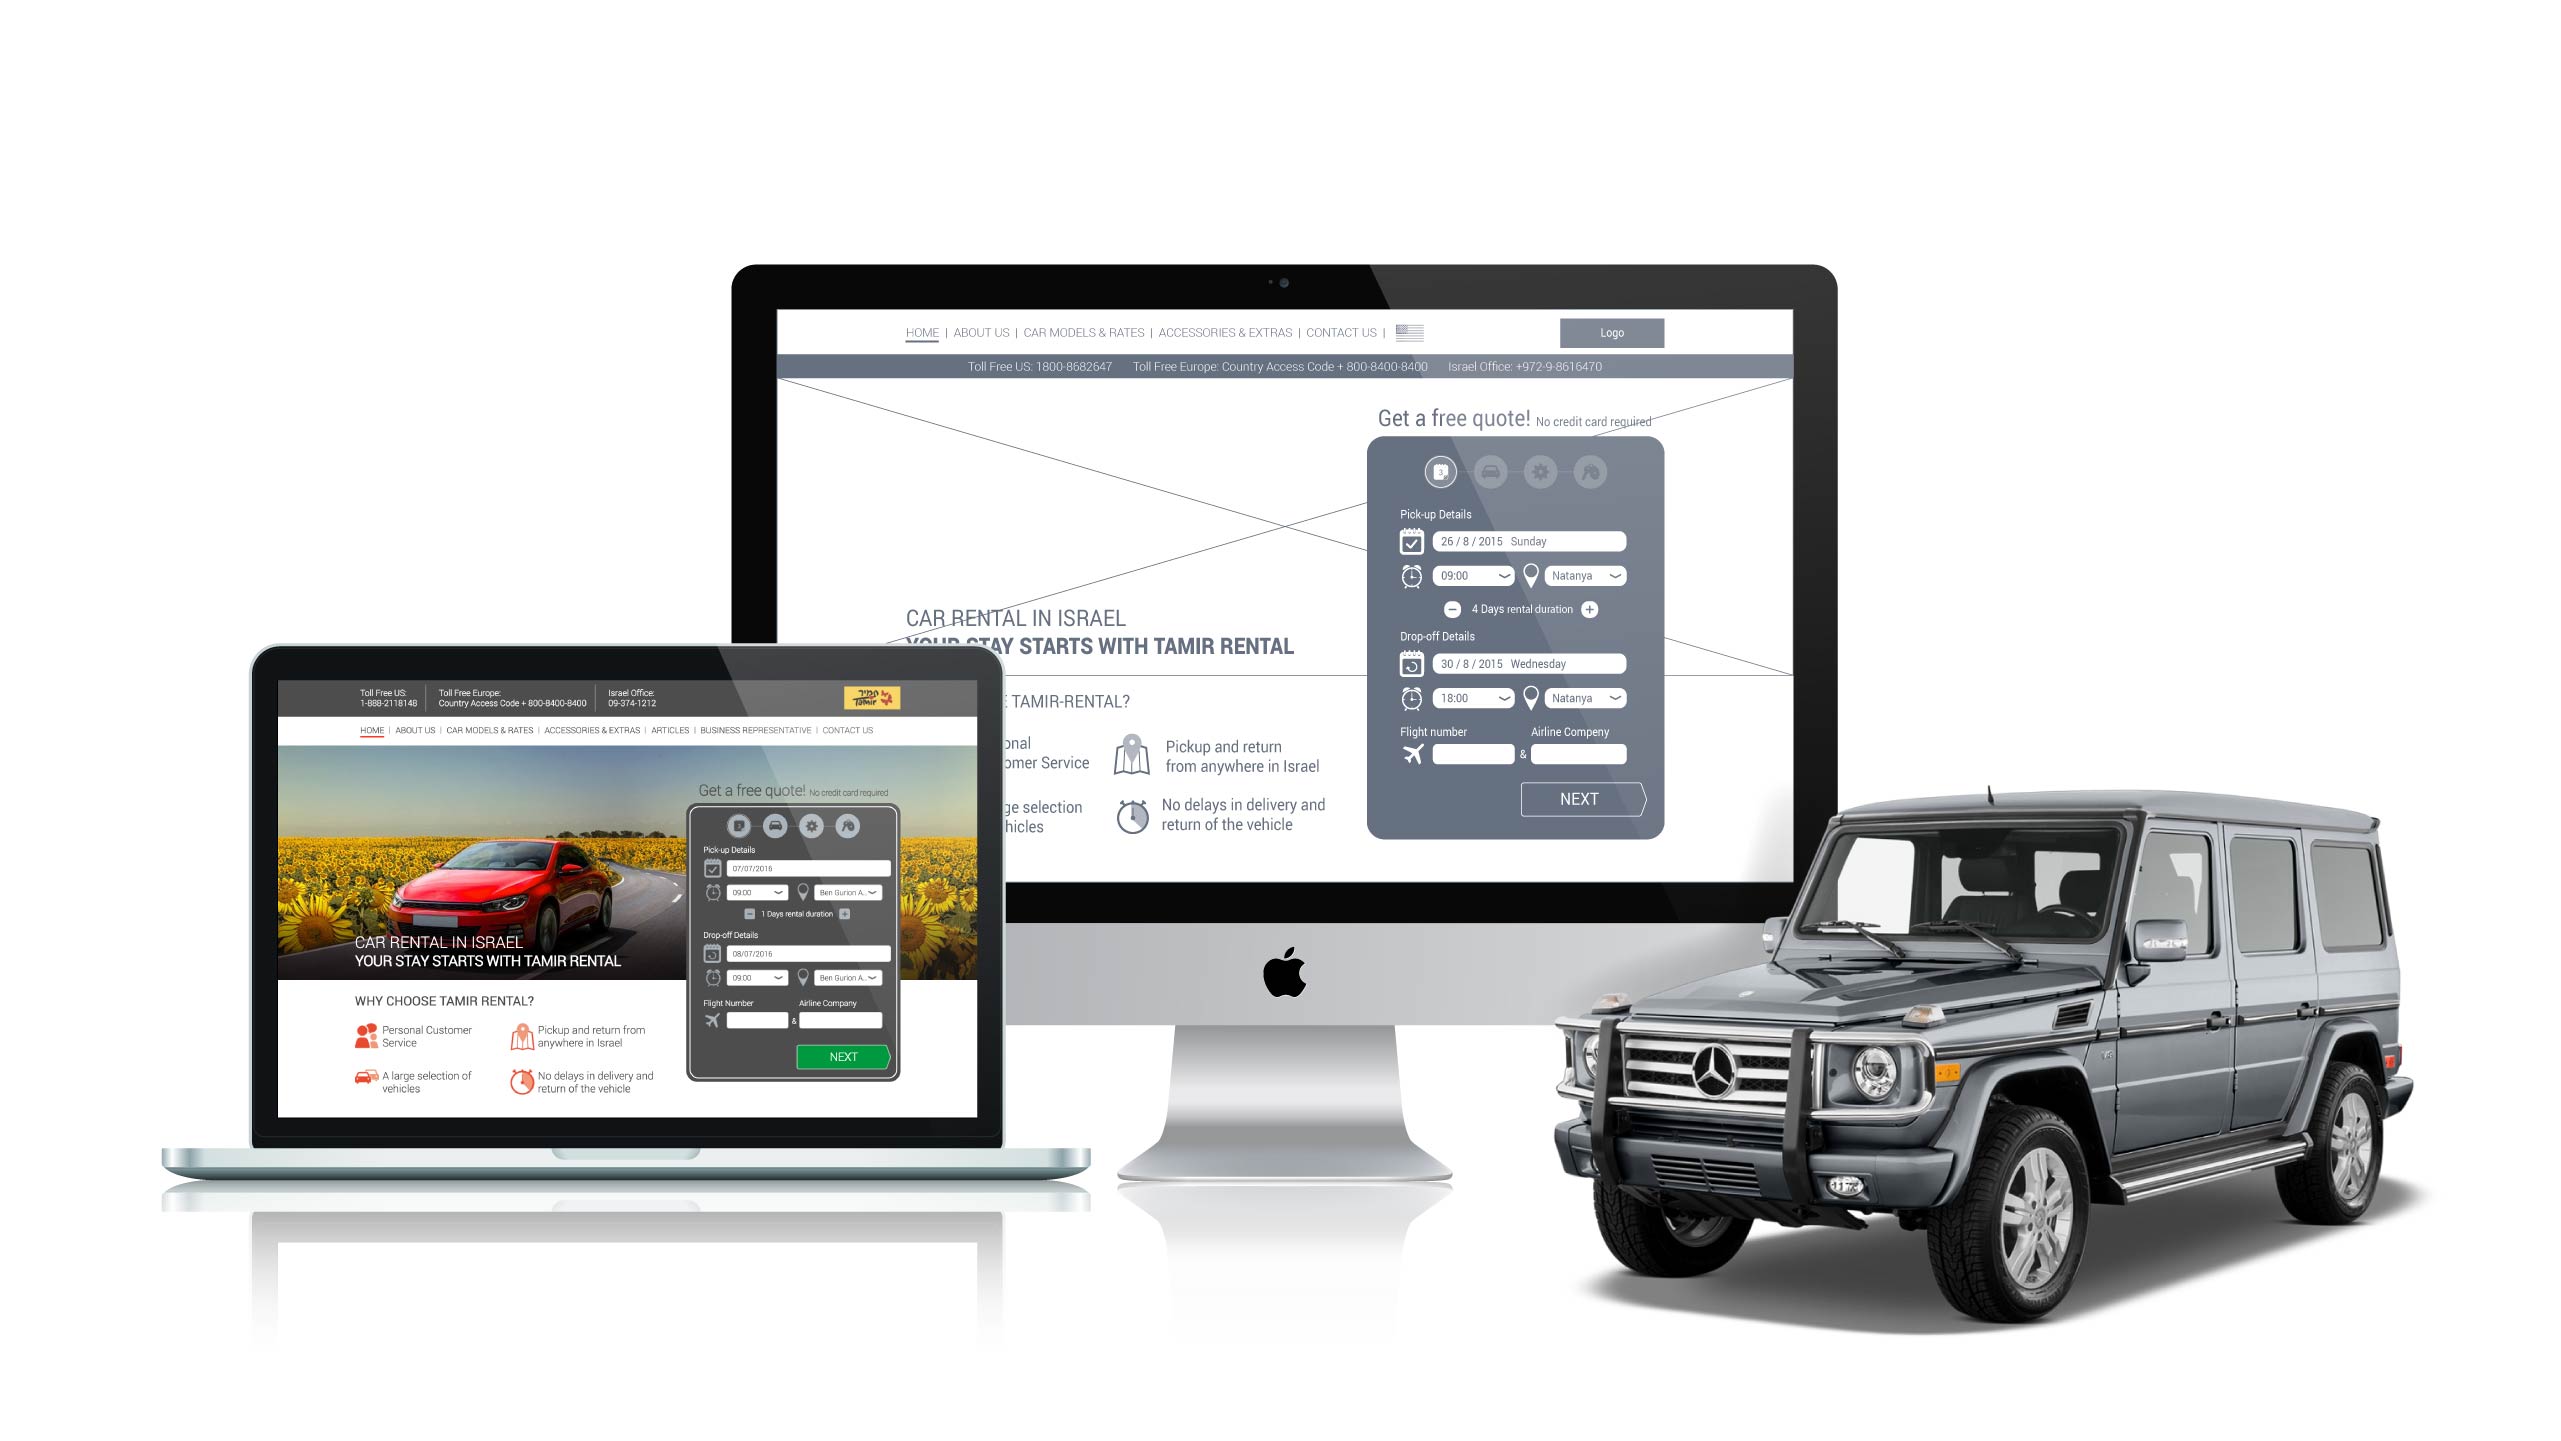 HOME | ABOUT US | CAR MODELS & RATES | ACCESSORIES & EXTRAS | CONTACT US |
Logo
Toll Free US: 1800-8682647 Toll Free Europe: Country Access Code + 800-8400-8400 Israel Office: +972-9-8616470
Get a free quote! No credit card required
3
Pick-up Details
26 / 8 / 2015 Sunday
09:00 Natanya
4 Days rental duration
Drop-off Details
30 / 8 / 2015 Wednesday
18:00 Natanya
Flight number Airline Compeny
&
NEXT
CAR RENTAL IN ISRAEL
YOUR STAY STARTS WITH TAMIR RENTAL
E TAMIR-RENTAL?
onal
omer Service
Pickup and return
from anywhere in Israel
ge selection
hicles
No delays in delivery and
return of the vehicle
Toll Free US:
1-888-2118148
Toll Free Europe:
Country Access Code + 800-8400-8400
Israel Office:
09-374-1212
תמיר
Tamir
HOME | ABOUT US | CAR MODELS & RATES | ACCESSORIES & EXTRAS | ARTICLES | BUSINESS REPRESENTATIVE | CONTACT US
Get a free quote! No credit card required
Pick-up Details
07/07/2016
09:00 Ben Gurion A...
1 Days rental duration
Drop-off Details
08/07/2016
09:00 Ben Gurion A...
Flight Number Airline Company
&
NEXT
CAR RENTAL IN ISRAEL
YOUR STAY STARTS WITH TAMIR RENTAL
WHY CHOOSE TAMIR RENTAL?
Personal Customer
Service
Pickup and return from
anywhere in Israel
A large selection of
vehicles
No delays in delivery and
return of the vehicle